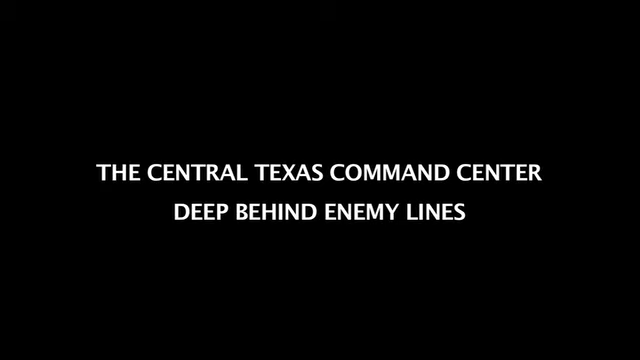 THE CENTRAL TEXAS COMMAND CENTER
DEEP BEHIND ENEMY LINES